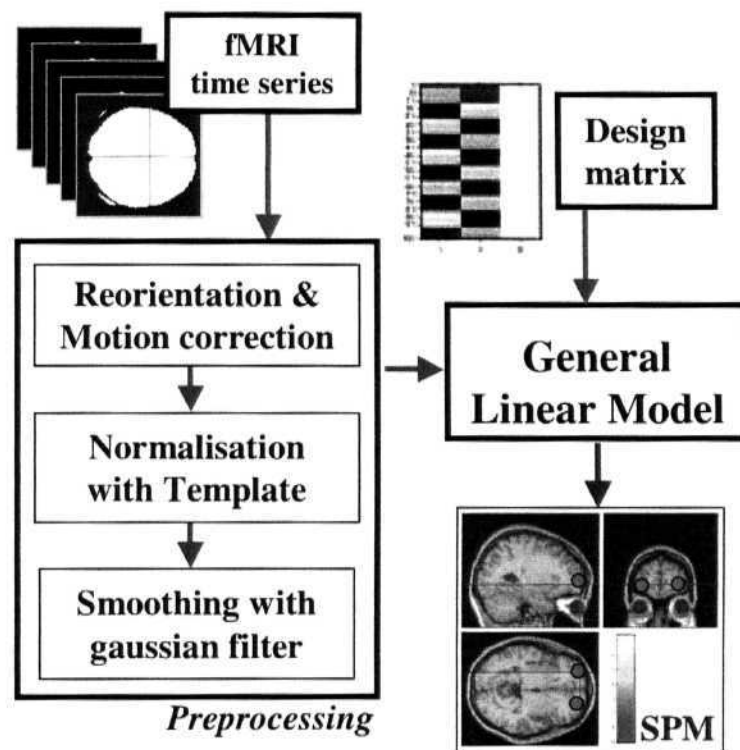 fMRI
time series
Design
matrix
Reorientation &
Motion correction
Normalisation
with Template
Smoothing with
gaussian filter
Preprocessing
General
Linear Model
SPM